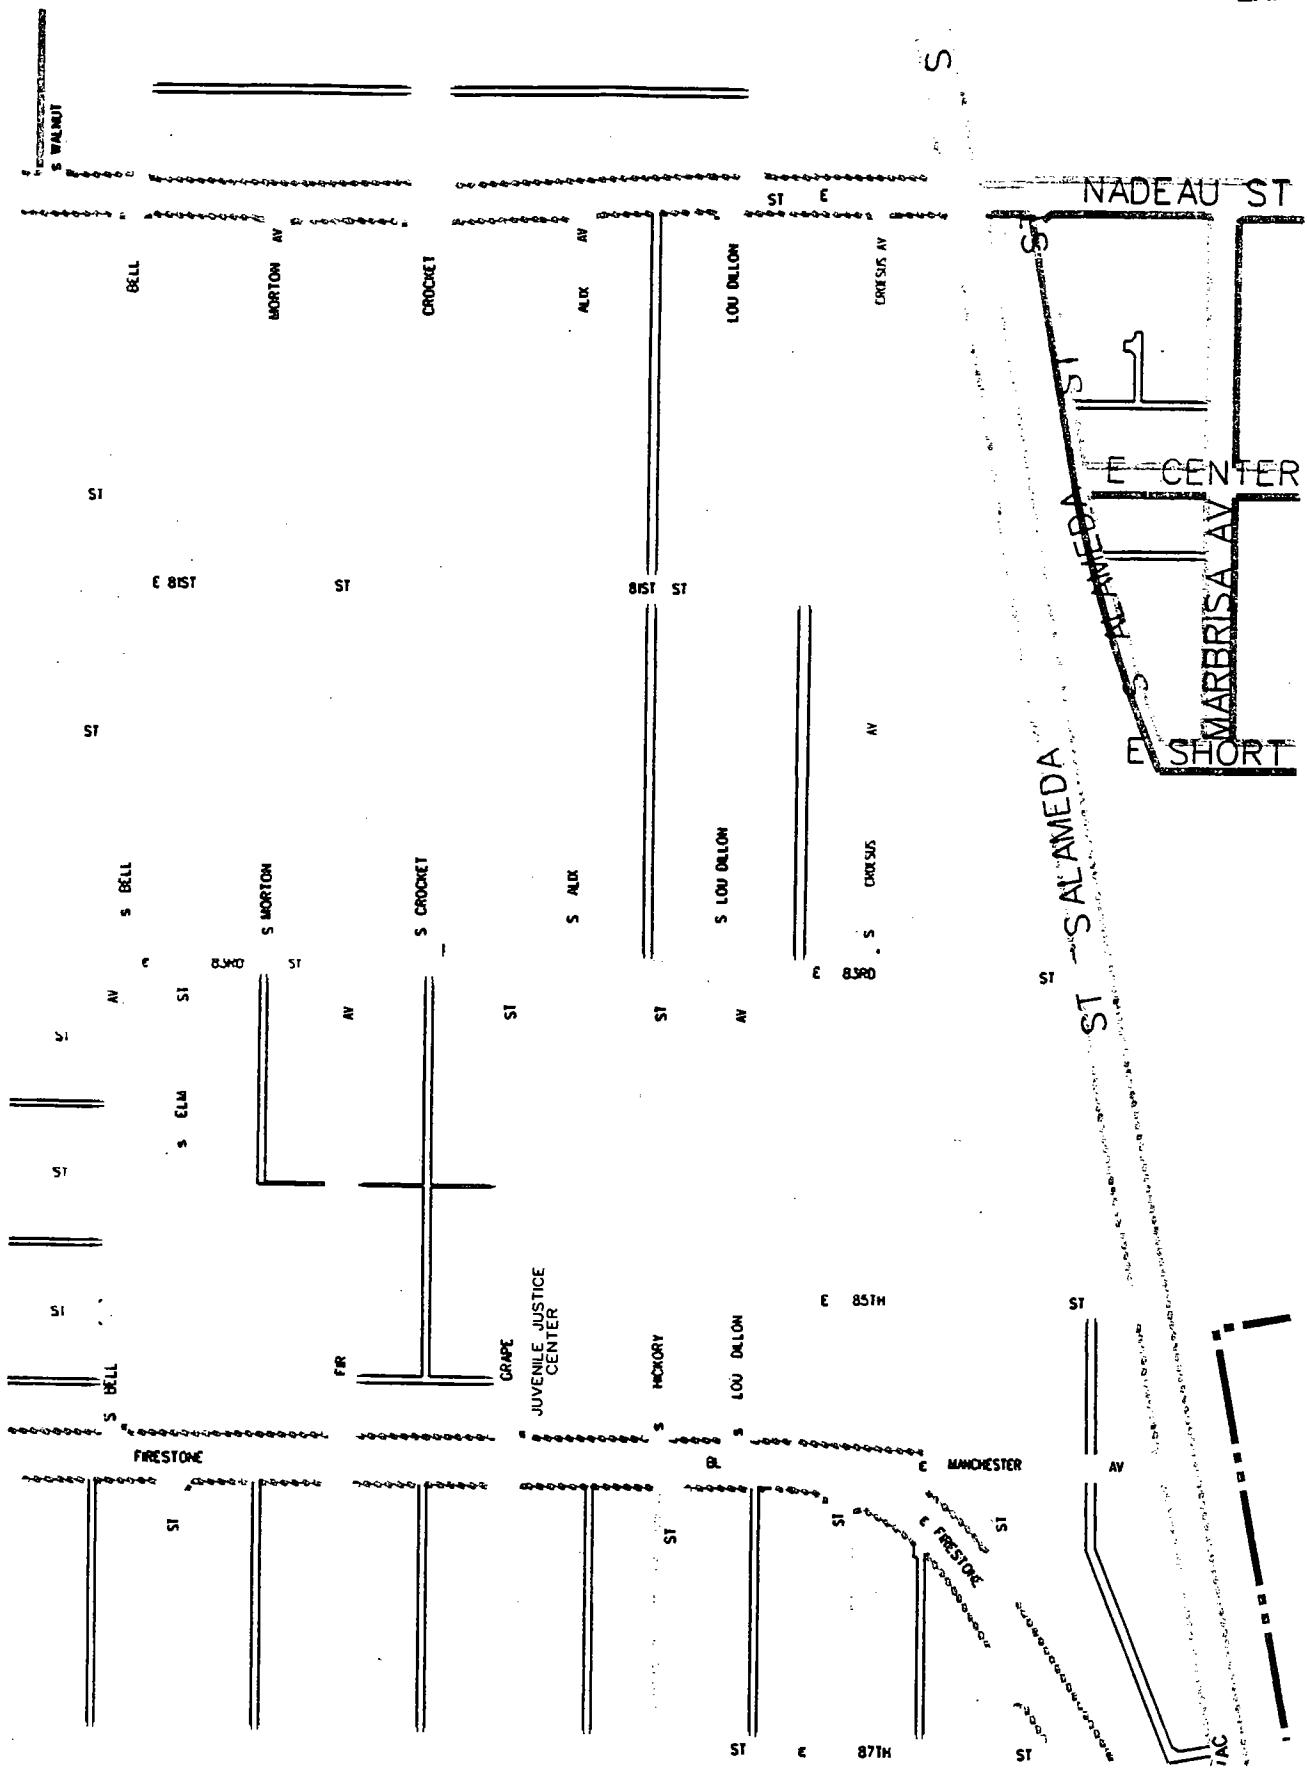 S
S WALNUT
NADEAU ST
ST E
S
ST
AV
AV
BELL
MORTON
CROCKET
ALIX
LOU DILLON
CROESUS AV
ST
E CENTER
ST
S ALAMEDA
MARBRISA AV
E 81ST
ST
81ST ST
ST
AV
E SHORT
S ALAMEDA
S BELL
S MORTON
S CROCKET
S ALIX
S LOU DILLON
S CROESUS
E 83RD ST
E 83RD
ST
AV
ST
AV
ST
ST
AV
ST
ST
S ELM
ST
ST
E 85TH
ST
S BELL
FIR
GRAPE
JUVENILE JUSTICE
CENTER
S HICKORY
S LOU DILLON
FIRESTONE
BL
E MANCHESTER
AV
ST
ST
ST
E FIRESTONE
ST
ST E 87TH
ST